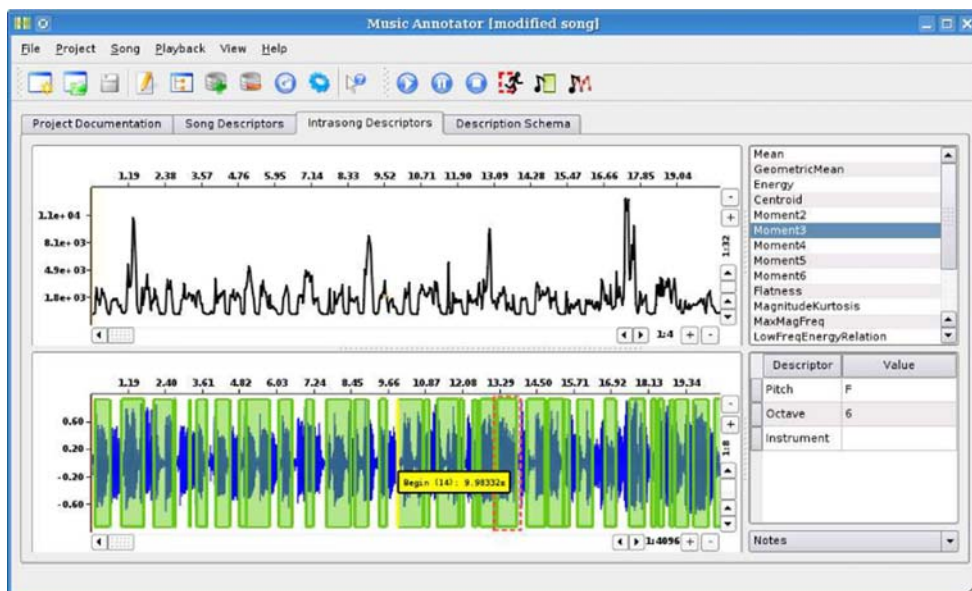 Music Annotator [modified song]
File Project Song Playback View Help
Project Documentation Song Descriptors Intrasong Descriptors Description Schema
1.19 2.38 3.57 4.76 5.95 7.14 8.33 9.52 10.71 11.90 13.09 14.28 15.47 16.66 17.85 19.04
1.1e+04
8.1e+03
4.9e+03
1.8e+03
-
+
1:32
1:4 + -
Mean
GeometricMean
Energy
Centroid
Moment2
Moment3
Moment4
Moment5
Moment6
Flatness
MagnitudeKurtosis
MaxMagFreq
LowFreqEnergyRelation
1.19 2.40 3.61 4.82 6.03 7.24 8.45 9.66 10.87 12.08 13.29 14.50 15.71 16.92 18.13 19.34
0.60
0.20
-0.20
-0.60
Begin (14): 9.98332s
-
+
1:8
1:4096 + -
Descriptor Value
Pitch F
Octave 6
Instrument
Notes